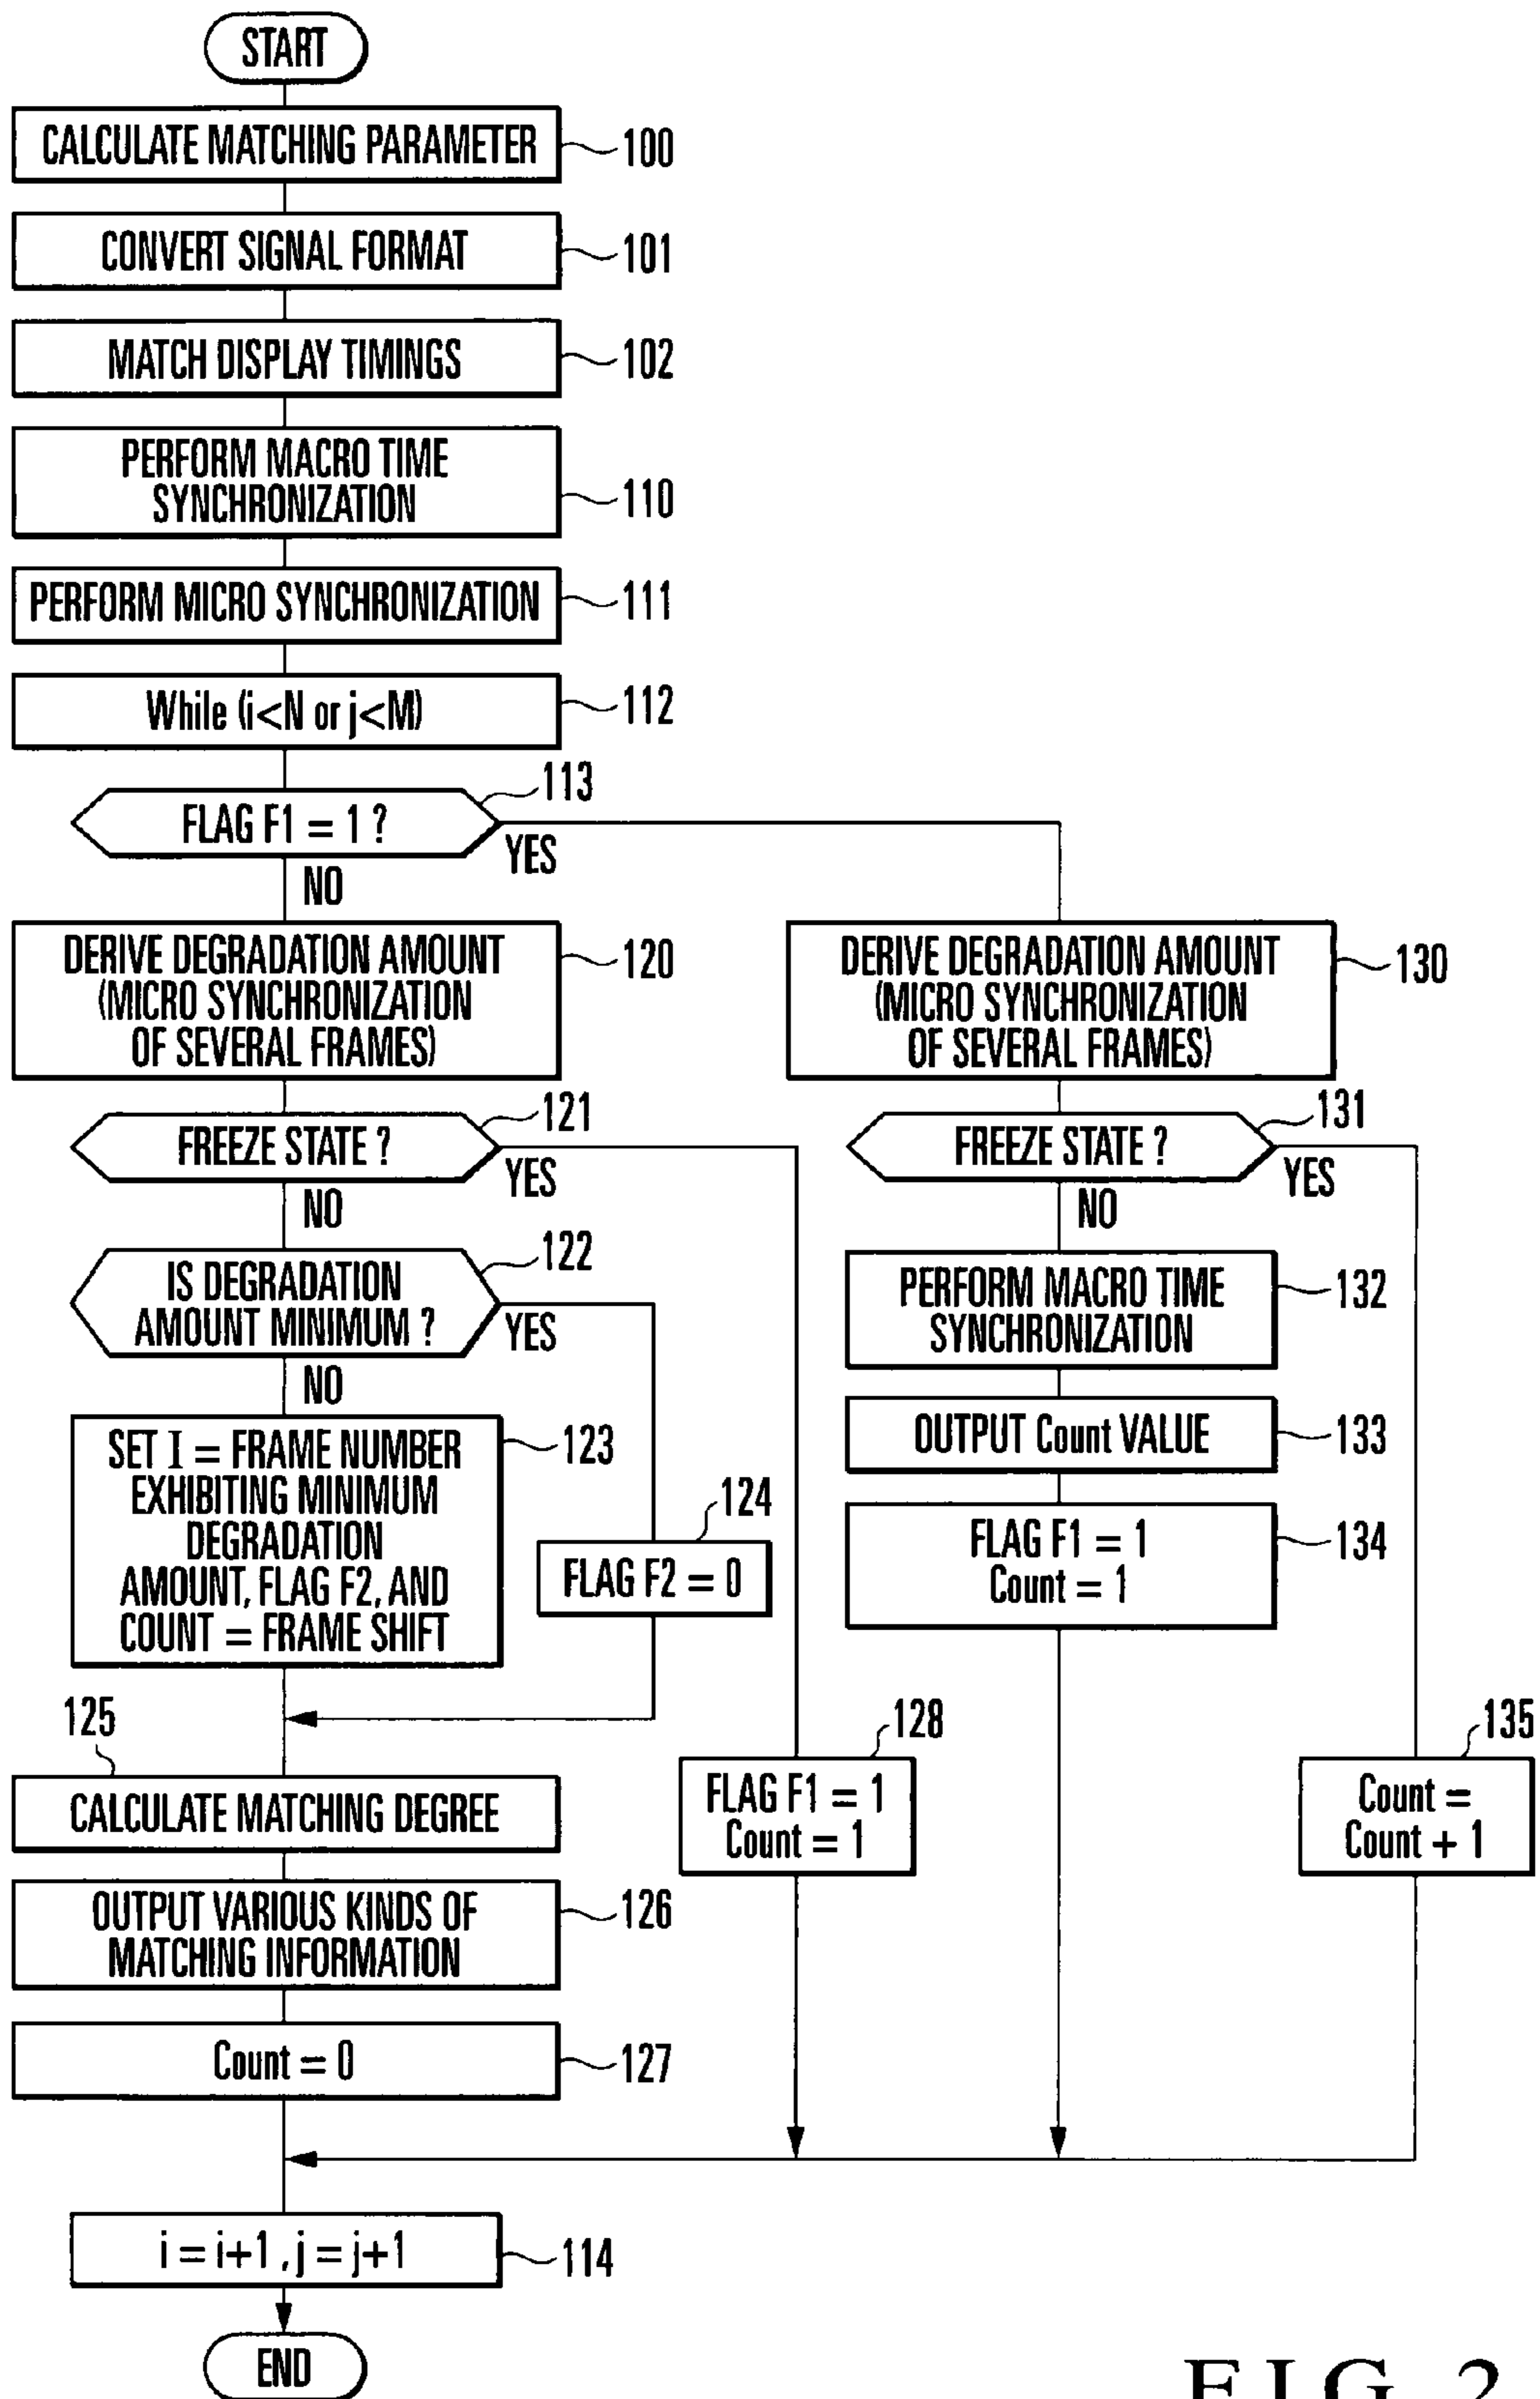 START
CALCULATE MATCHING PARAMETER
100
CONVERT SIGNAL FORMAT
101
MATCH DISPLAY TIMINGS
102
PERFORM MACRO TIME
SYNCHRONIZATION
110
PERFORM MICRO SYNCHRONIZATION
111
While (i<N or j<M)
112
113
FLAG F1 = 1 ?
YES
NO
DERIVE DEGRADATION AMOUNT
(MICRO SYNCHRONIZATION
OF SEVERAL FRAMES)
120
121
FREEZE STATE ?
YES
NO
122
IS DEGRADATION
AMOUNT MINIMUM ?
YES
NO
SET I = FRAME NUMBER
EXHIBITING MINIMUM
DEGRADATION
AMOUNT, FLAG F2, AND
COUNT = FRAME SHIFT
123
124
FLAG F2 = 0
125
CALCULATE MATCHING DEGREE
OUTPUT VARIOUS KINDS OF
MATCHING INFORMATION
126
Count = 0
127
128
FLAG F1 = 1
Count = 1
DERIVE DEGRADATION AMOUNT
(MICRO SYNCHRONIZATION
OF SEVERAL FRAMES)
130
131
FREEZE STATE ?
YES
NO
PERFORM MACRO TIME
SYNCHRONIZATION
132
OUTPUT Count VALUE
133
FLAG F1 = 1
Count = 1
134
135
Count =
Count + 1
i = i+1 , j = j+1
114
END
FIG. 2